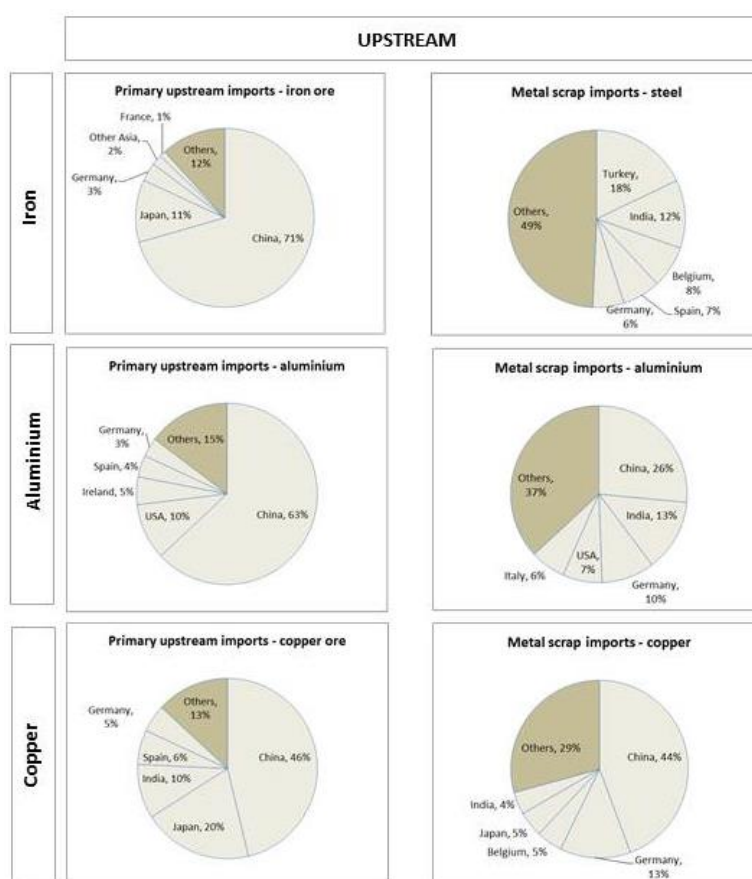 UPSTREAM
Iron
Primary upstream imports - iron ore
France, 1%
Other Asia,
2%
Germany,
3%
Japan, 11%
Others,
12%
China, 71%
Metal scrap imports - steel
Turkey,
18%
India, 12%
Belgium,
8%
Spain, 7%
Germany,
6%
Others,
49%
Aluminium
Primary upstream imports - aluminium
Germany,
3%
Spain, 4%
Ireland, 5%
USA, 10%
Others, 15%
China, 63%
Metal scrap imports - aluminium
China, 26%
India, 13%
Germany,
10%
USA,
7%
Italy, 6%
Others,
37%
Copper
Primary upstream imports - copper ore
Germany,
5%
Spain, 6%
India, 10%
Japan, 20%
Others,
13%
China, 46%
Metal scrap imports - copper
China, 44%
Germany,
13%
Belgium, 5%
Japan, 5%
India, 4%
Others, 29%